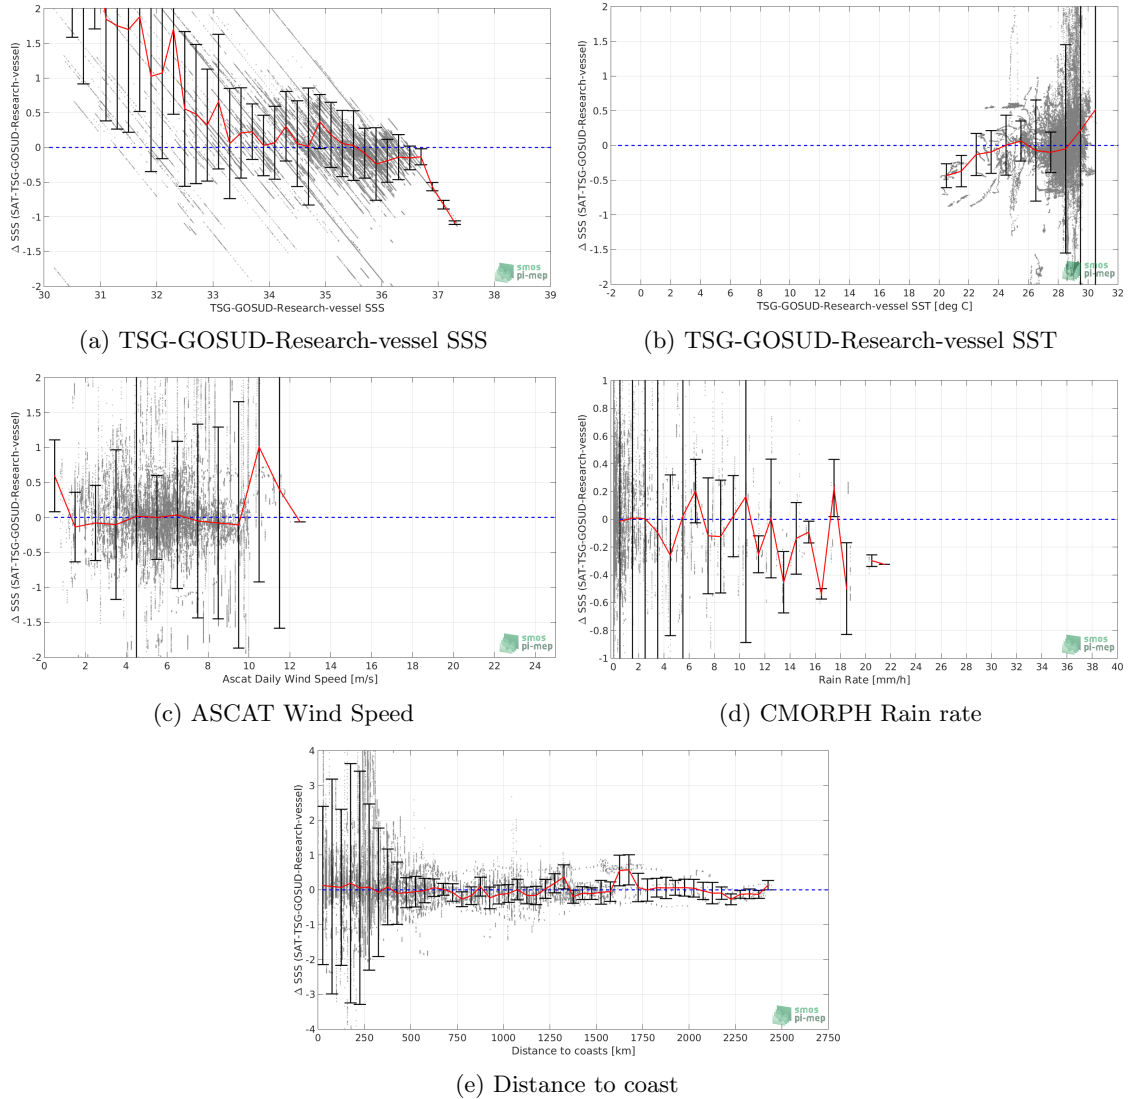 2
1.5
1
0.5
0
-0.5
-1
-1.5
-2
Δ SSS (SAT-TSG-GOSUD-Research-vessel)
30 31 32 33 34 35 36 37 38 39
TSG-GOSUD-Research-vessel SSS
smos
pi-mep
(a) TSG-GOSUD-Research-vessel SSS
2
1.5
1
0.5
0
-0.5
-1
-1.5
-2
Δ SSS (SAT-TSG-GOSUD-Research-vessel)
-2 0 2 4 6 8 10 12 14 16 18 20 22 24 26 28 30 32
TSG-GOSUD-Research-vessel SST [deg C]
smos
pi-mep
(b) TSG-GOSUD-Research-vessel SST
2
1.5
1
0.5
0
-0.5
-1
-1.5
-2
Δ SSS (SAT-TSG-GOSUD-Research-vessel)
0 2 4 6 8 10 12 14 16 18 20 22 24
Ascat Daily Wind Speed [m/s]
smos
pi-mep
(c) ASCAT Wind Speed
1
0.8
0.6
0.4
0.2
0
-0.2
-0.4
-0.6
-0.8
-1
Δ SSS (SAT-TSG-GOSUD-Research-vessel)
0 2 4 6 8 10 12 14 16 18 20 22 24 26 28 30 32 34 36 38 40
Rain Rate [mm/h]
smos
pi-mep
(d) CMORPH Rain rate
4
3
2
1
0
-1
-2
-3
-4
Δ SSS (SAT-TSG-GOSUD-Research-vessel)
0 250 500 750 1000 1250 1500 1750 2000 2250 2500 2750
Distance to coasts [km]
smos
pi-mep
(e) Distance to coast